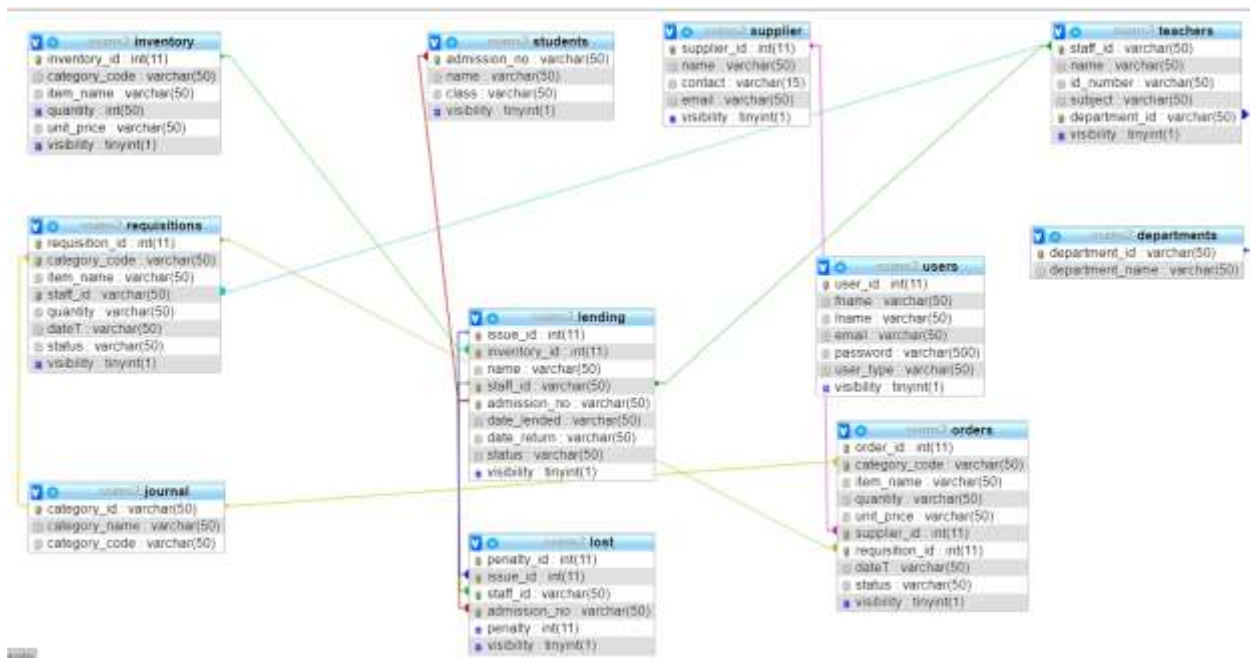 inventory
inventory_id : int(11)
category_code : varchar(50)
item_name : varchar(50)
quantity : int(50)
unit_price : varchar(50)
visibility : tinyint(1)
students
admission_no : varchar(50)
name : varchar(50)
class : varchar(50)
visibility : tinyint(1)
supplier
supplier_id : int(11)
name : varchar(50)
contact : varchar(15)
email : varchar(50)
visibility : tinyint(1)
teachers
staff_id : varchar(50)
name : varchar(50)
id_number : varchar(50)
subject : varchar(50)
department_id : varchar(50)
visibility : tinyint(1)
requisitions
requisition_id : int(11)
category_code : varchar(50)
item_name : varchar(50)
staff_id : varchar(50)
quantity : varchar(50)
dateT : varchar(50)
status : varchar(50)
visibility : tinyint(1)
departments
department_id : varchar(50)
department_name : varchar(50)
users
user_id : int(11)
fname : varchar(50)
lname : varchar(50)
email : varchar(50)
password : varchar(500)
user_type : varchar(50)
visibility : tinyint(1)
lending
issue_id : int(11)
inventory_id : int(11)
name : varchar(50)
staff_id : varchar(50)
admission_no : varchar(50)
date_lended : varchar(50)
date_return : varchar(50)
status : varchar(50)
visibility : tinyint(1)
orders
order_id : int(11)
category_code : varchar(50)
item_name : varchar(50)
quantity : varchar(50)
unit_price : varchar(50)
supplier_id : int(11)
requisition_id : int(11)
dateT : varchar(50)
status : varchar(50)
visibility : tinyint(1)
journal
category_id : varchar(50)
category_name : varchar(50)
category_code : varchar(50)
lost
penalty_id : int(11)
issue_id : int(11)
staff_id : varchar(50)
admission_no : varchar(50)
penalty : int(11)
visibility : tinyint(1)